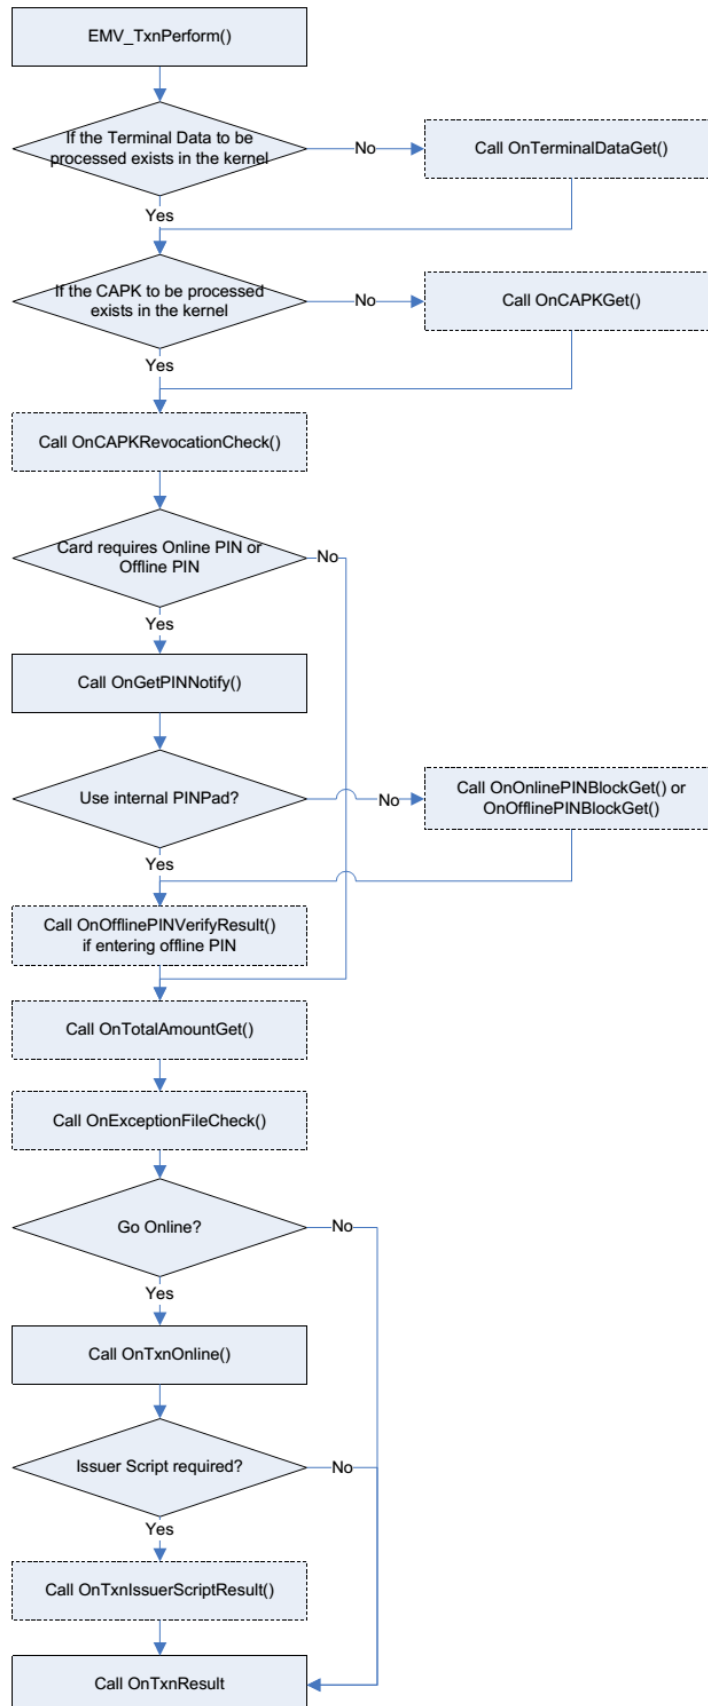 EMV_TxnPerform()
If the Terminal Data to be
processed exists in the kernel
No
Call OnTerminalDataGet()
Yes
If the CAPK to be processed
exists in the kernel
No
Call OnCAPKGet()
Yes
Call OnCAPKRevocationCheck()
Card requires Online PIN or
Offline PIN
No
Yes
Call OnGetPINNotify()
Use internal PINPad?
No
Call OnOnlinePINBlockGet() or
OnOfflinePINBlockGet()
Yes
Call OnOfflinePINVerifyResult()
if entering offline PIN
Call OnTotalAmountGet()
Call OnExceptionFileCheck()
Go Online?
No
Yes
Call OnTxnOnline()
Issuer Script required?
No
Yes
Call OnTxnIssuerScriptResult()
Call OnTxnResult